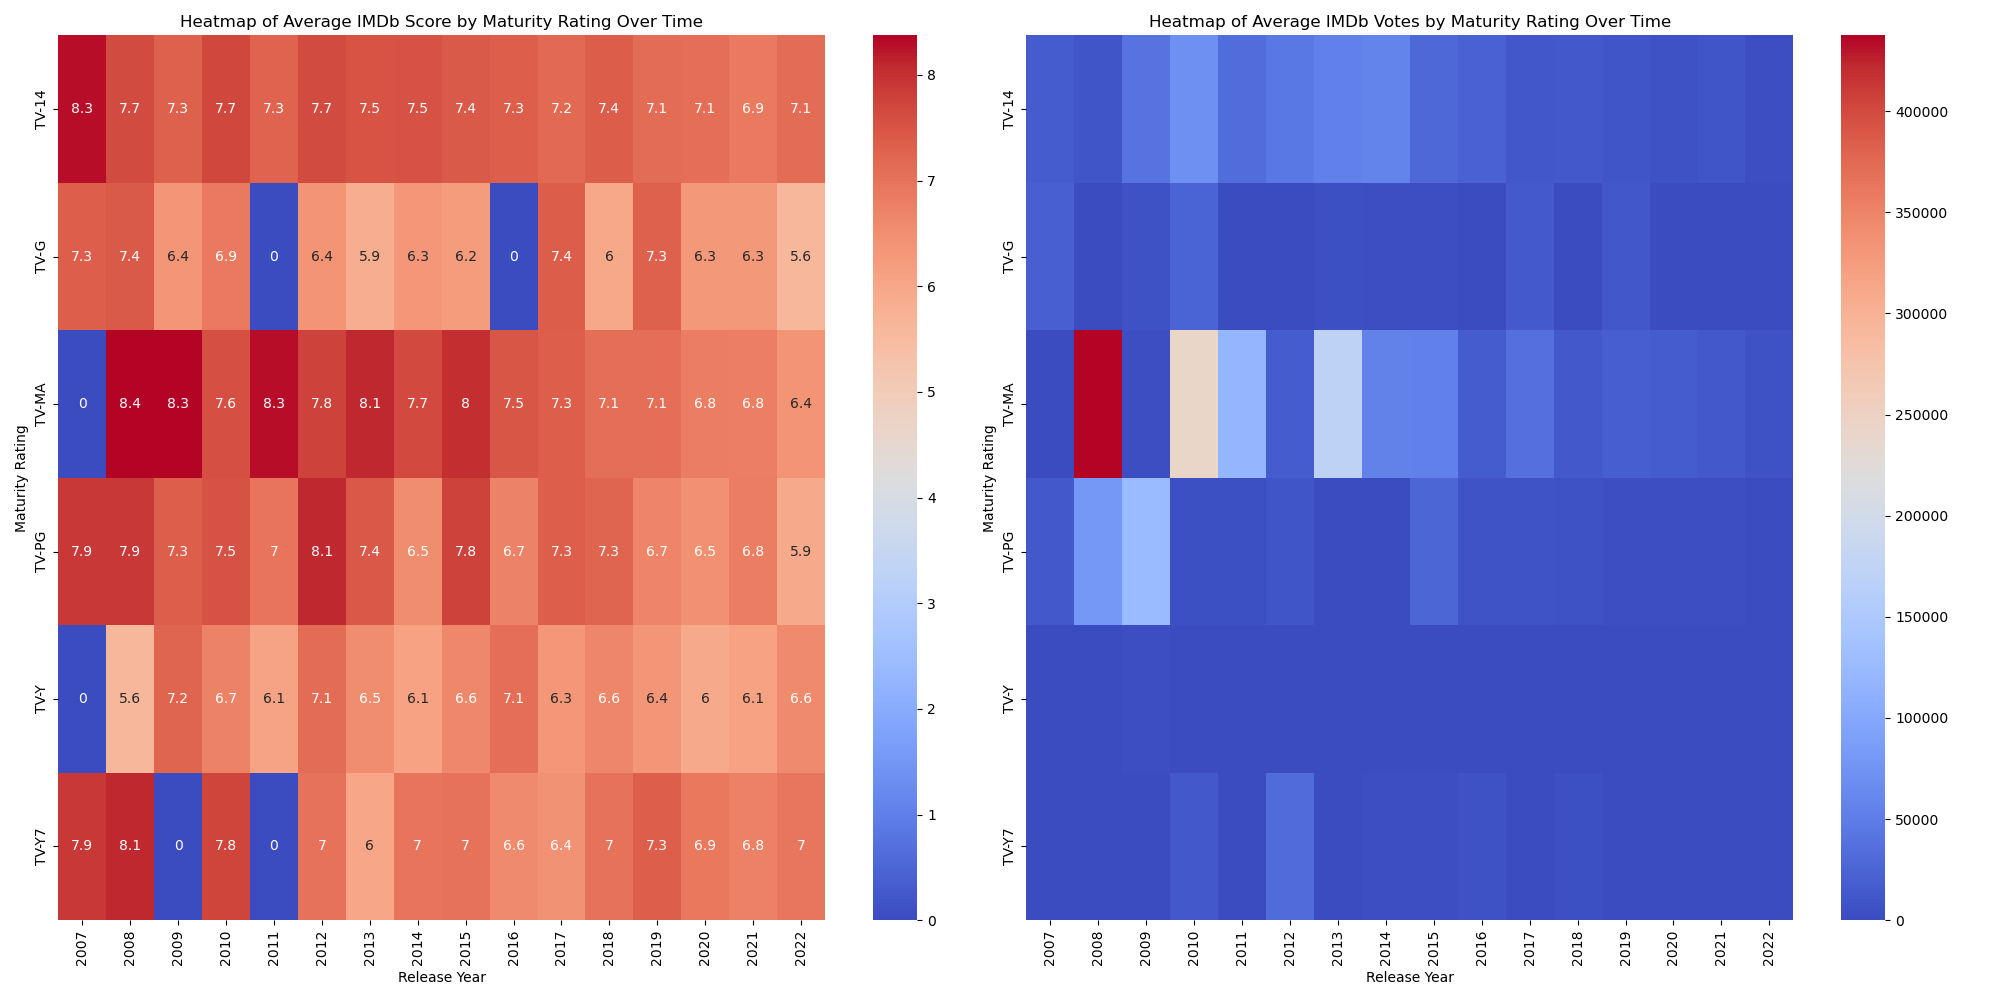 Heatmap of Average IMDb Score by Maturity Rating Over Time
Maturity Rating
TV-14 8.3 7.7 7.3 7.7 7.3 7.7 7.5 7.5 7.4 7.3 7.2 7.4 7.1 7.1 6.9 7.1
TV-G 7.3 7.4 6.4 6.9 0 6.4 5.9 6.3 6.2 0 7.4 6 7.3 6.3 6.3 5.6
TV-MA 0 8.4 8.3 7.6 8.3 7.8 8.1 7.7 8 7.5 7.3 7.1 7.1 6.8 6.8 6.4
TV-PG 7.9 7.9 7.3 7.5 7 8.1 7.4 6.5 7.8 6.7 7.3 7.3 6.7 6.5 6.8 5.9
TV-Y 0 5.6 7.2 6.7 6.1 7.1 6.5 6.1 6.6 7.1 6.3 6.6 6.4 6 6.1 6.6
TV-Y7 7.9 8.1 0 7.8 0 7 6 7 7 6.6 6.4 7 7.3 6.9 6.8 7
2007 2008 2009 2010 2011 2012 2013 2014 2015 2016 2017 2018 2019 2020 2021 2022
Release Year
8
7
6
5
4
3
2
1
0
Heatmap of Average IMDb Votes by Maturity Rating Over Time
Maturity Rating
TV-14
TV-G
TV-MA
TV-PG
TV-Y
TV-Y7
2007 2008 2009 2010 2011 2012 2013 2014 2015 2016 2017 2018 2019 2020 2021 2022
Release Year
400000
350000
300000
250000
200000
150000
100000
50000
0